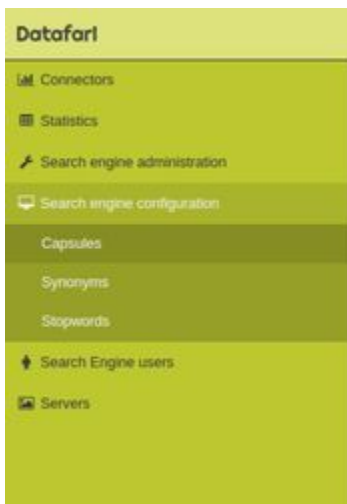 Datafari
Connectors
Statistics
Search engine administration
Search engine configuration
Capsules
Synonyms
Stopwords
Search Engine users
Servers